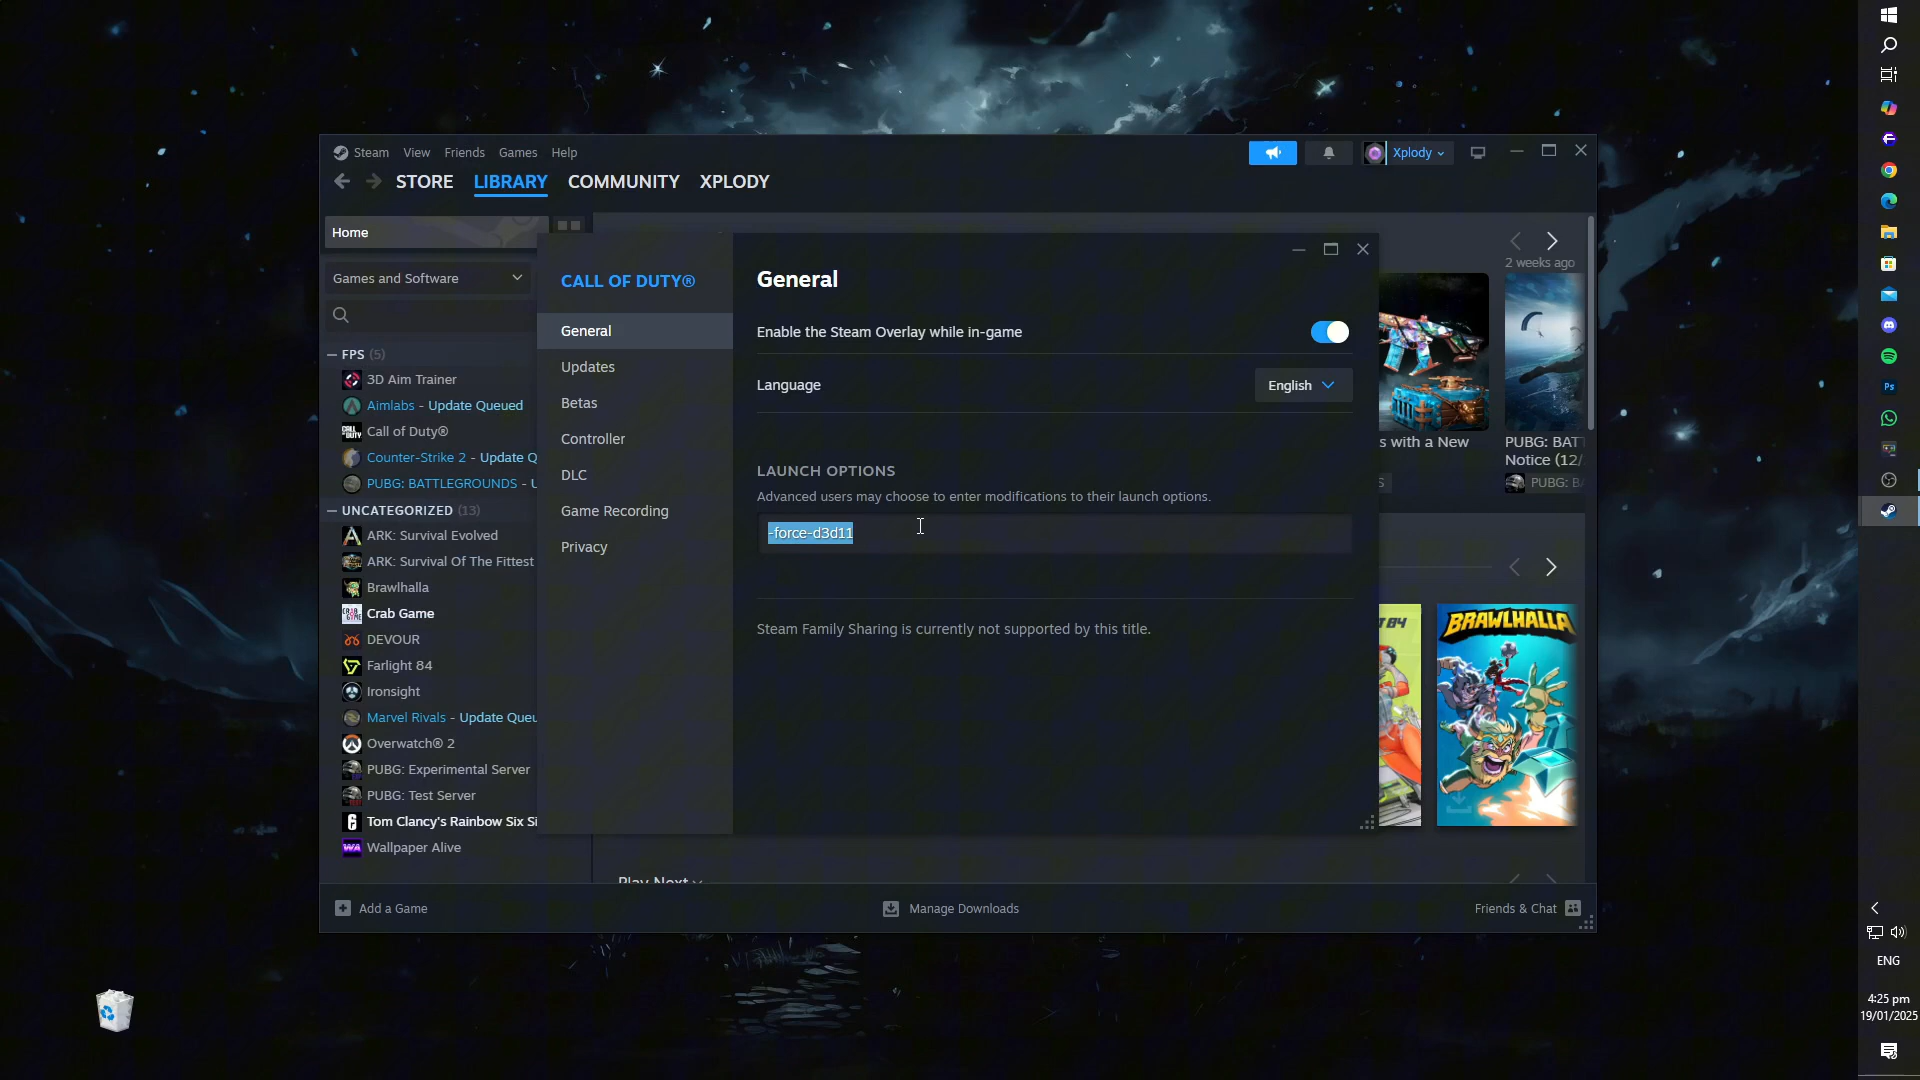 Steam View Friends Games Help
Xplody
STORE LIBRARY COMMUNITY XPLODY
Home
Games and Software
2 weeks ago
FPS (5)
3D Aim Trainer
Aimlabs - Update Queued
Call of Duty®
Counter-Strike 2 - Update Q
PUBG: BATTLEGROUNDS - U
UNCATEGORIZED (13)
ARK: Survival Evolved
ARK: Survival Of The Fittest
Brawlhalla
Crab Game
DEVOUR
Farlight 84
Ironsight
Marvel Rivals - Update Queu
Overwatch® 2
PUBG: Experimental Server
PUBG: Test Server
Tom Clancy's Rainbow Six Si
Wallpaper Alive
CALL OF DUTY®
General
Updates
Betas
Controller
DLC
Game Recording
Privacy
General
Enable the Steam Overlay while in-game
Language
English
LAUNCH OPTIONS
Advanced users may choose to enter modifications to their launch options.
-force-d3d11
Steam Family Sharing is currently not supported by this title.
s with a New
PUBG: BAT
Notice (12/
S
PUBG: BA
T 84
BRAWLHALLA
Play Next
Add a Game
Manage Downloads
Friends & Chat
Ps
ENG
4:25 pm
19/01/2025